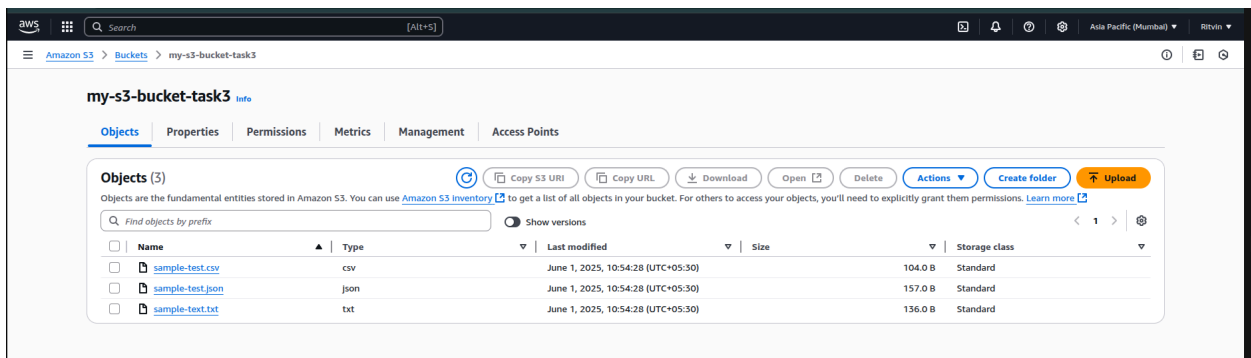 aws Search [Alt+S] Asia Pacific (Mumbai) Ritvin
Amazon S3 > Buckets > my-s3-bucket-task3
my-s3-bucket-task3 Info
Objects Properties Permissions Metrics Management Access Points
Objects (3) Copy S3 URI Copy URL Download Open Delete Actions Create folder Upload
Objects are the fundamental entities stored in Amazon S3. You can use Amazon S3 inventory to get a list of all objects in your bucket. For others to access your objects, you'll need to explicitly grant them permissions. Learn more
Find objects by prefix Show versions < 1 >
Name Type Last modified Size Storage class
sample-test.csv csv June 1, 2025, 10:54:28 (UTC+05:30) 104.0 B Standard
sample-test.json json June 1, 2025, 10:54:28 (UTC+05:30) 157.0 B Standard
sample-text.txt txt June 1, 2025, 10:54:28 (UTC+05:30) 136.0 B Standard